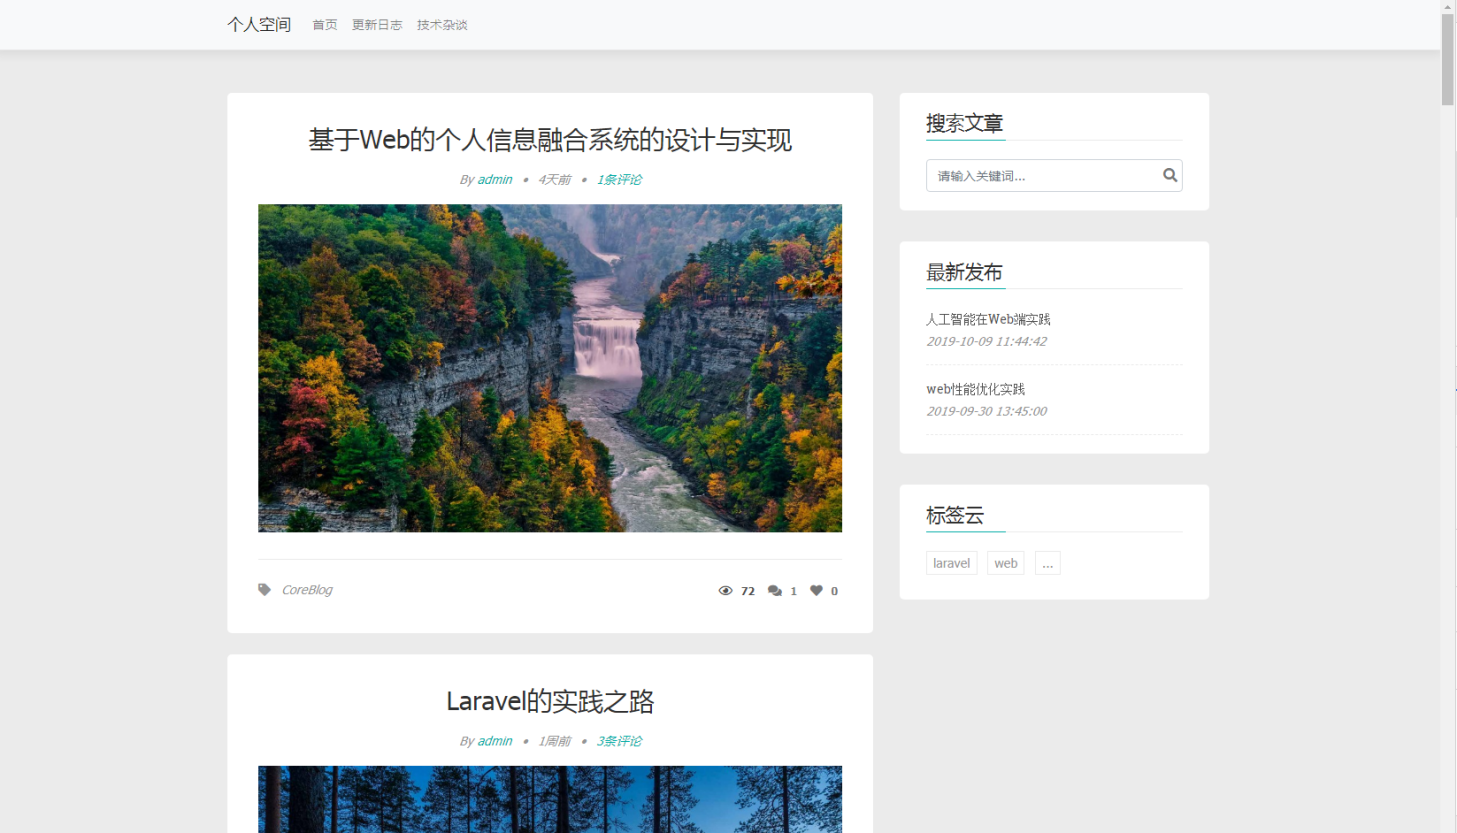 个人空间 首页 更新日志 技术杂谈
基于Web的个人信息融合系统的设计与实现
By admin • 4天前 • 1条评论
CoreBlog 72 1 0
Laravel的实践之路
By admin • 1周前 • 3条评论
搜索文章
请输入关键词...
最新发布
人工智能在Web端实践
2019-10-09 11:44:42
web性能优化实践
2019-09-30 13:45:00
标签云
laravel web ...